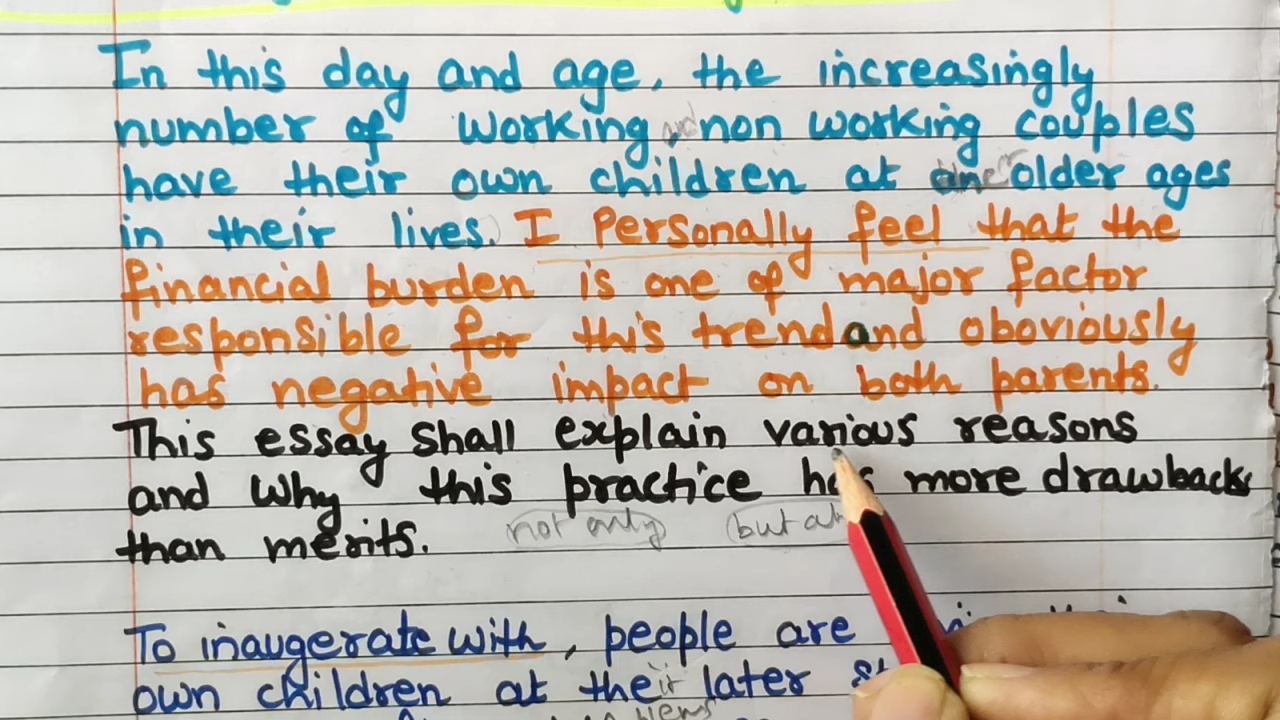 In this day and age, the increasingly
number of working, and non working couples
have their own children at older ages
in their lives. I Personally feel that the
financial burden is one of major factor
responsible for this trend and oboviously
has negative impact on both parents.
This essay shall explain various reasons
and why this practice has more drawbacks
than merits. not only but
To inaugerate with, people are
own children at their later